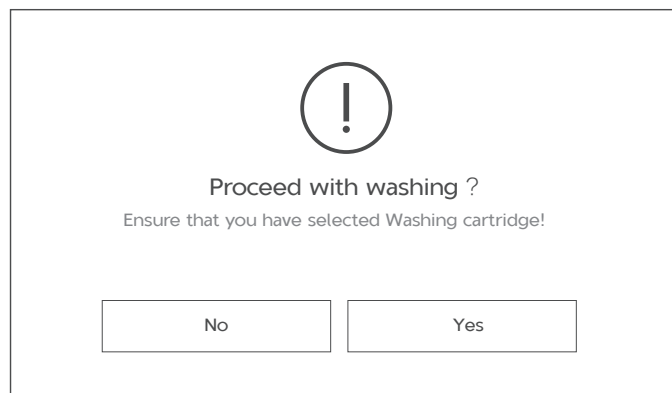 Proceed with washing ?
Ensure that you have selected Washing cartridge!
No
Yes